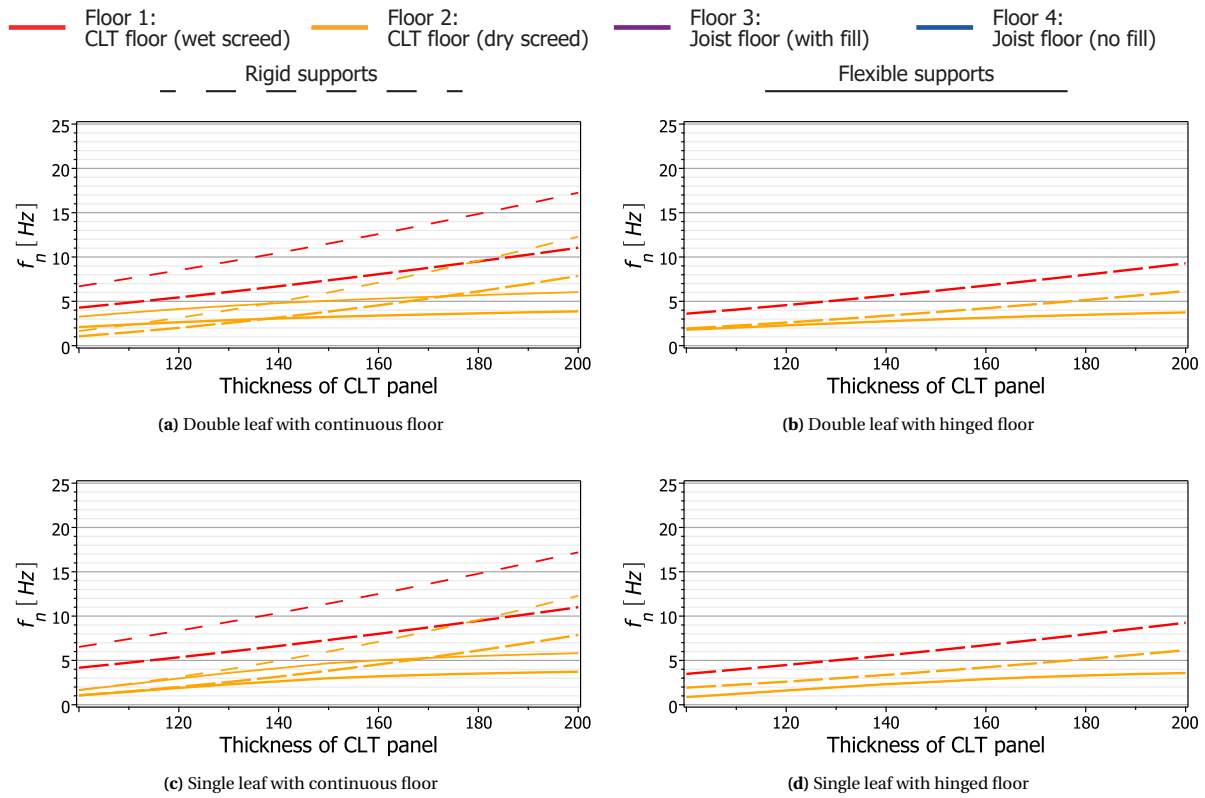 Floor 1:
CLT floor (wet screed)
Floor 2:
CLT floor (dry screed)
Floor 3:
Joist floor (with fill)
Floor 4:
Joist floor (no fill)
Rigid supports
Flexible supports
25
20
15
10
5
0
f_n [Hz]
120 140 160 180 200
Thickness of CLT panel
(a) Double leaf with continuous floor
25
20
15
10
5
0
f_n [Hz]
120 140 160 180 200
Thickness of CLT panel
(b) Double leaf with hinged floor
25
20
15
10
5
0
f_n [Hz]
120 140 160 180 200
Thickness of CLT panel
(c) Single leaf with continuous floor
25
20
15
10
5
0
f_n [Hz]
120 140 160 180 200
Thickness of CLT panel
(d) Single leaf with hinged floor